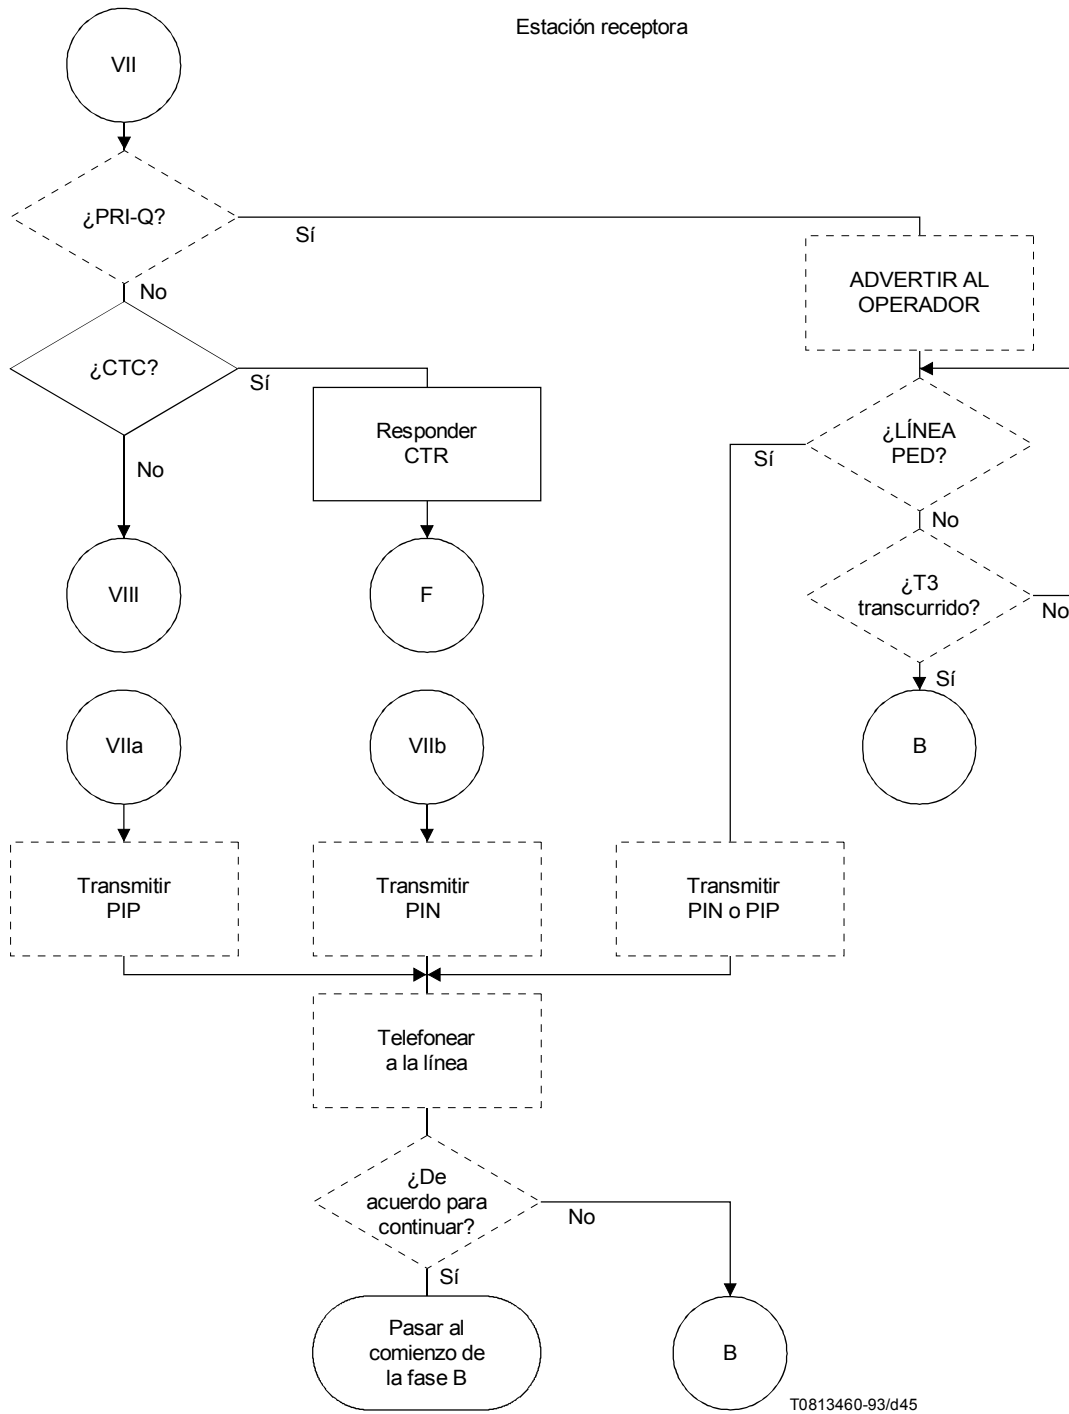 Estación receptora
VII
¿PRI-Q?
Sí
No
ADVERTIR AL
OPERADOR
¿CTC?
Sí
No
Responder
CTR
¿LÍNEA
PED?
Sí
No
VIII
F
¿T3
transcurrido?
No
Sí
VIIa
VIIb
B
Transmitir
PIP
Transmitir
PIN
Transmitir
PIN o PIP
Telefonear
a la línea
¿De
acuerdo para
continuar?
No
Sí
Pasar al
comienzo de
la fase B
B
T0813460-93/d45